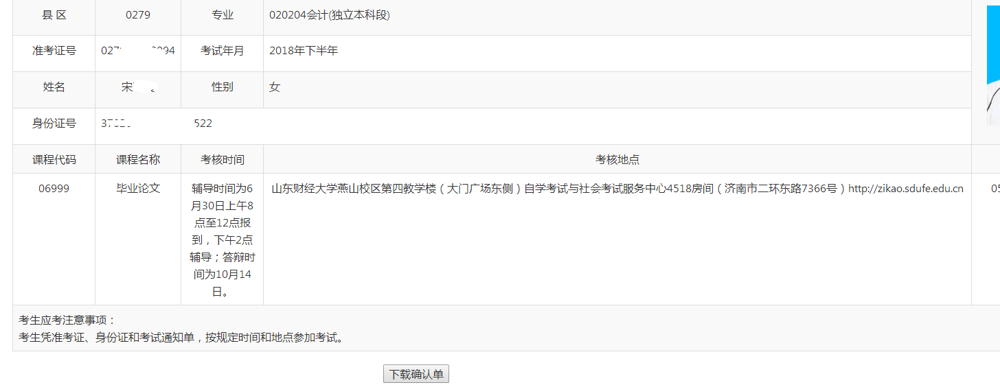 县 区 0279 专业 020204会计(独立本科段)
准考证号 考试年月 2018年下半年
姓名 宋 性别 女
身份证号 522
课程代码 课程名称 考核时间 考核地点
06999 毕业论文 辅导时间为6 山东财经大学燕山校区第四教学楼（大门广场东侧）自学考试与社会考试服务中心4518房间（济南市二环东路7366号）http://zikao.sdufe.edu.cn 05
月30日上午8
点至12点报
到，下午2点
辅导；答辩时
间为10月14
日。
考生应考注意事项：
考生凭准考证、身份证和考试通知单，按规定时间和地点参加考试。
下载确认单